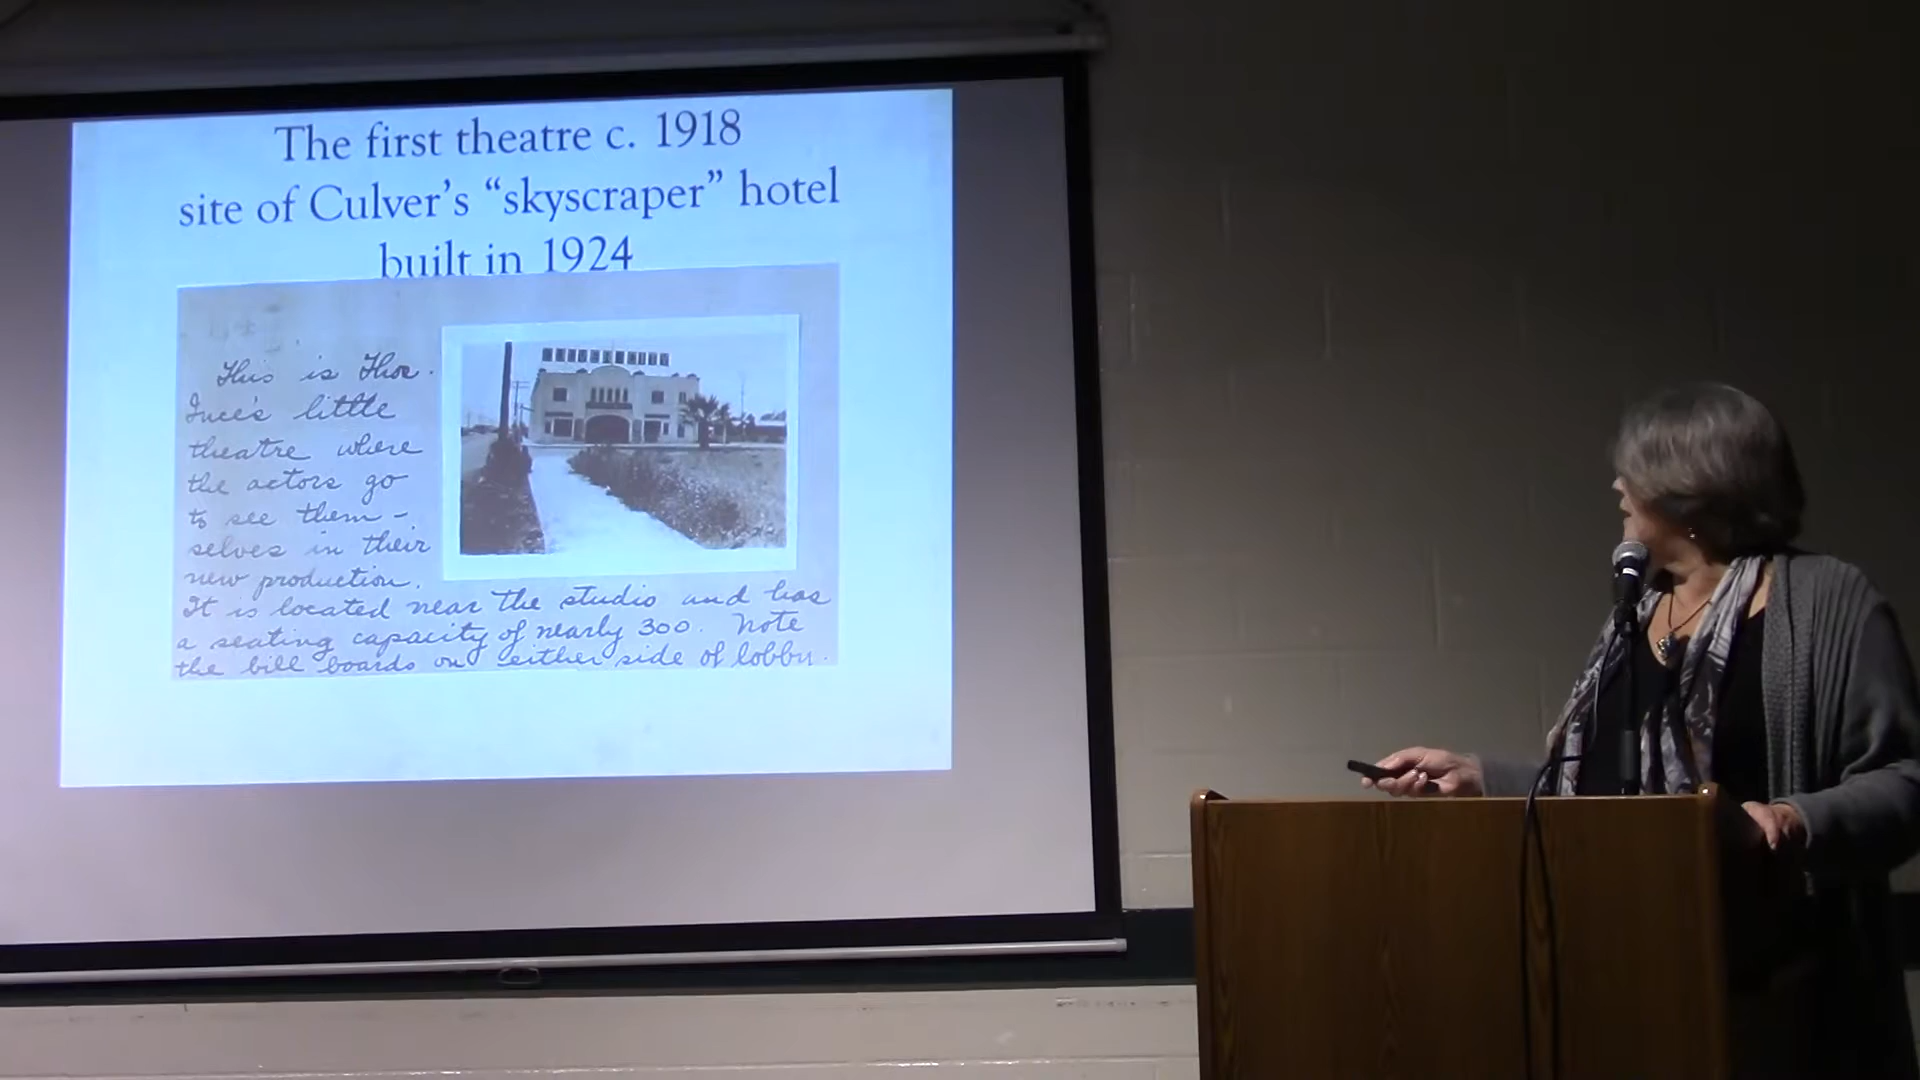 The first theatre c. 1918
site of Culver's “skyscraper” hotel
built in 1924
This is Thos.
Ince's little
theatre where
the actors go
to see them-
selves in their
new production.
It is located near the studio and has
a seating capacity of nearly 300. Note
the bill boards on either side of lobby.